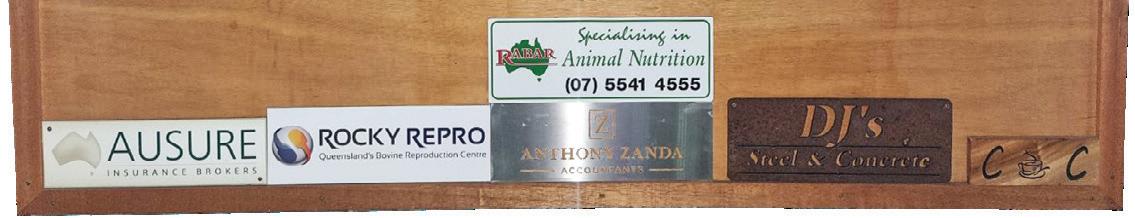 AUSURE
INSURANCE BROKERS
ROCKY REPRO
Queensland's Bovine Reproduction Centre
RABAR
Specialising in
Animal Nutrition
(07) 5541 4555
Z
ANTHONY ZANDA
ACCOUNTANTS
DJ's
Steel & Concrete
C C